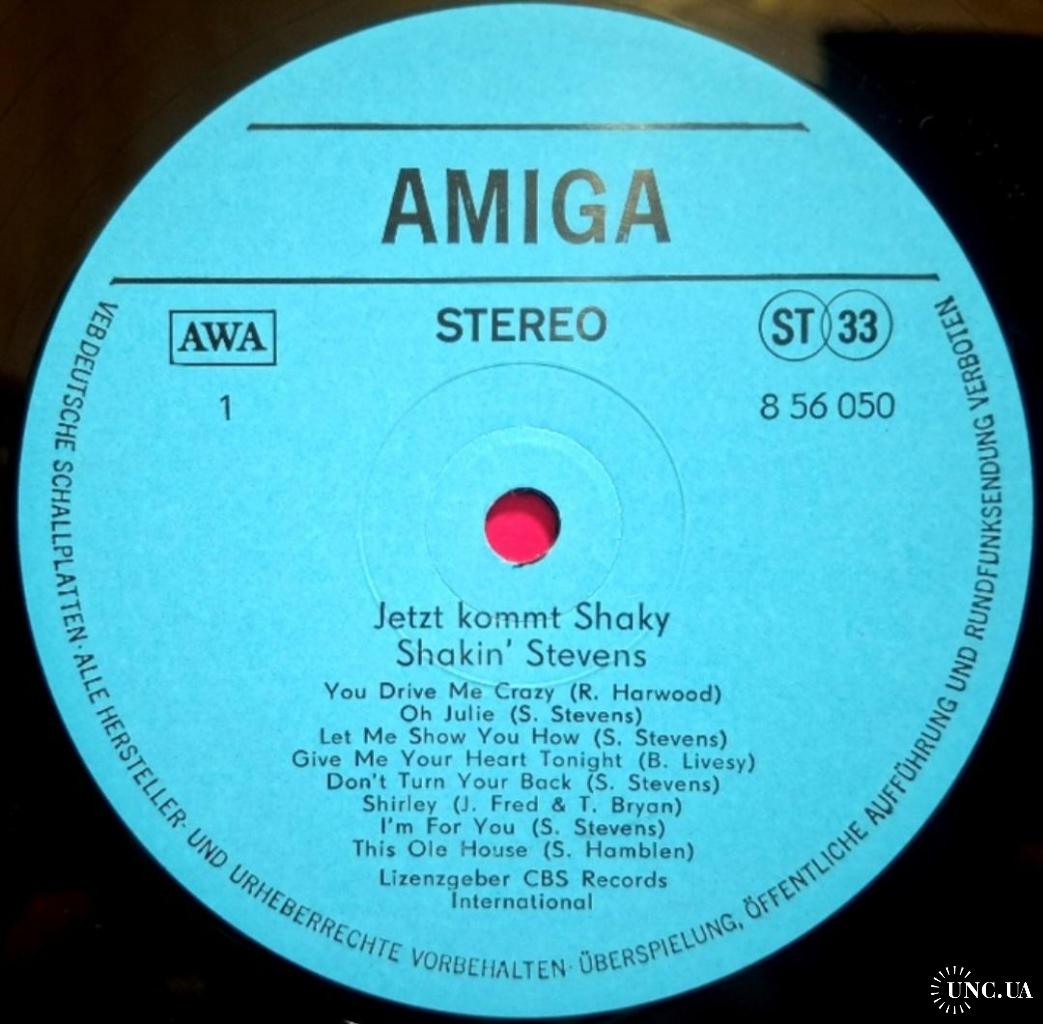 AMIGA
AWA
STEREO
ST 33
1
8 56 050
Jetzt kommt Shaky
Shakin' Stevens
You Drive Me Crazy (R. Harwood)
Oh Julie (S. Stevens)
Let Me Show You How (S. Stevens)
Give Me Your Heart Tonight (B. Livesy)
Don't Turn Your Back (S. Stevens)
Shirley (J. Fred & T. Bryan)
I'm For You (S. Stevens)
This Ole House (S. Hamblen)
Lizenzgeber CBS Records
International
VEB DEUTSCHE SCHALLPLATTEN · ALLE HERSTELLER- UND URHEBERRECHTE VORBEHALTEN · ÜBERSPIELUNG, ÖFFENTLICHE AUFFÜHRUNG UND RUNDFUNKSENDUNG VERBOTEN
UNC.UA